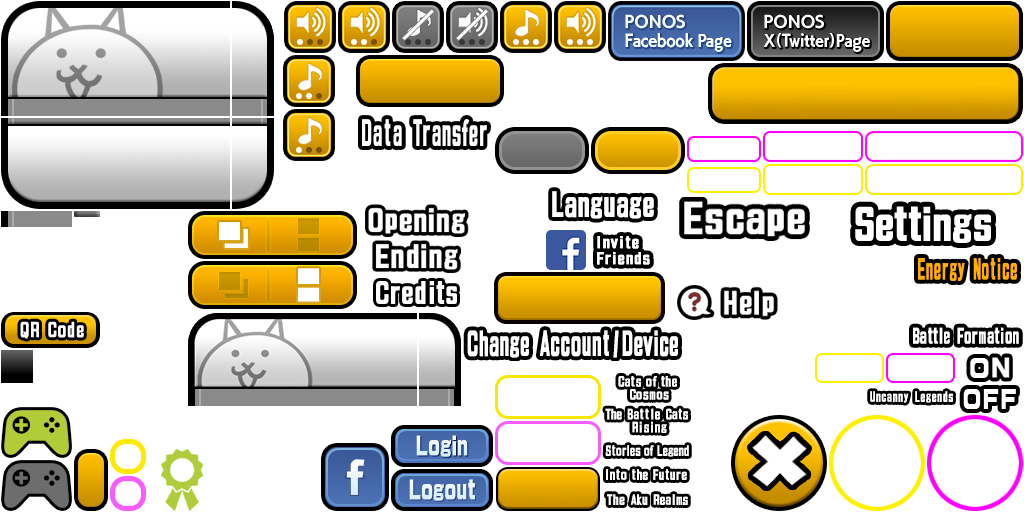 PONOS
Facebook Page
PONOS
X(Twitter)Page
Data Transfer
Language
Escape
Settings
Opening
Ending
Credits
Invite
Friends
Energy Notice
Help
QR Code
Change Account/Device
Battle Formation
ON
OFF
Uncanny Legends
Cats of the
Cosmos
The Battle Cats
Rising
Stories of Legend
Into the Future
The Aku Realms
Login
Logout